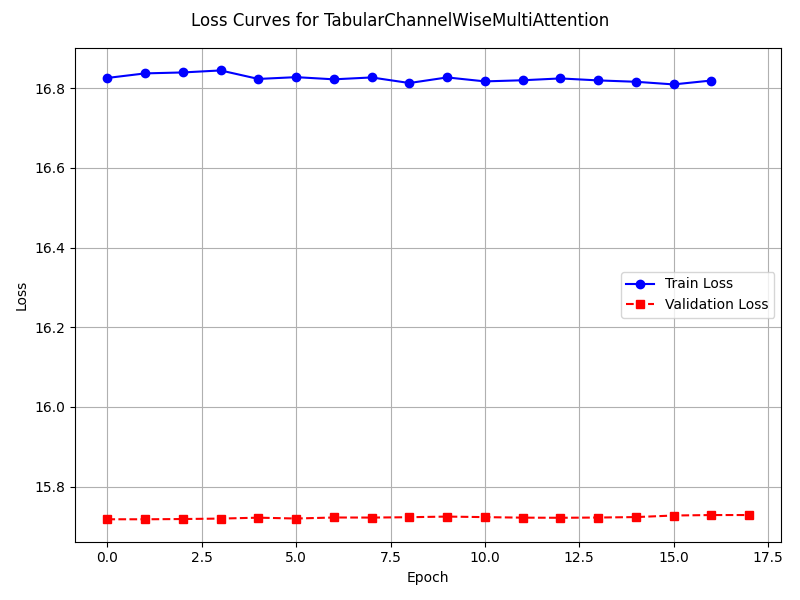 Loss Curves for TabularChannelWiseMultiAttention
16.8
16.6
16.4
16.2
16.0
15.8
Loss
Train Loss
Validation Loss
0.0 2.5 5.0 7.5 10.0 12.5 15.0 17.5
Epoch